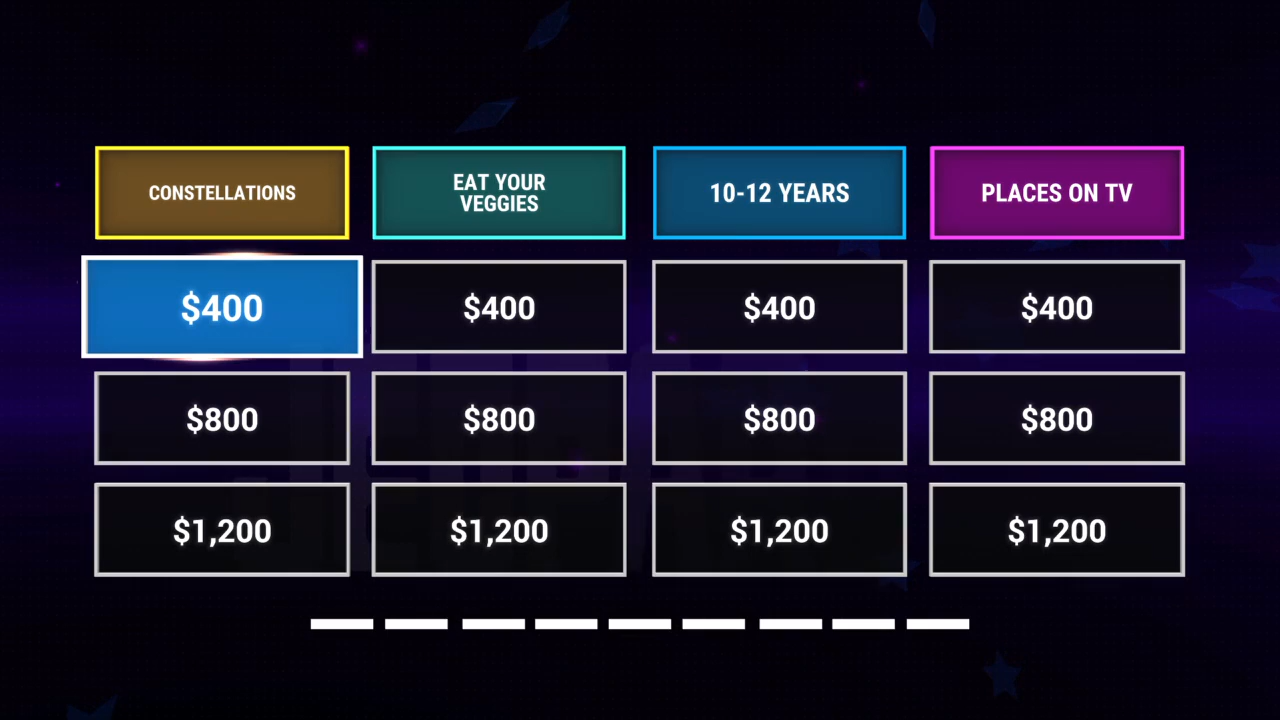 CONSTELLATIONS
EAT YOUR
VEGGIES
10-12 YEARS
PLACES ON TV
$400
$400
$400
$400
$800
$800
$800
$800
$1,200
$1,200
$1,200
$1,200